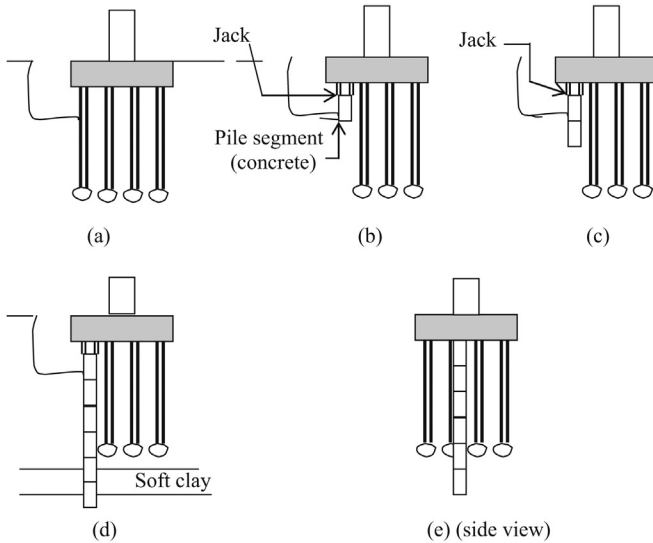 Jack
Pile segment
(concrete)
Jack
(a)
(b)
(c)
Soft clay
(d)
(e) (side view)